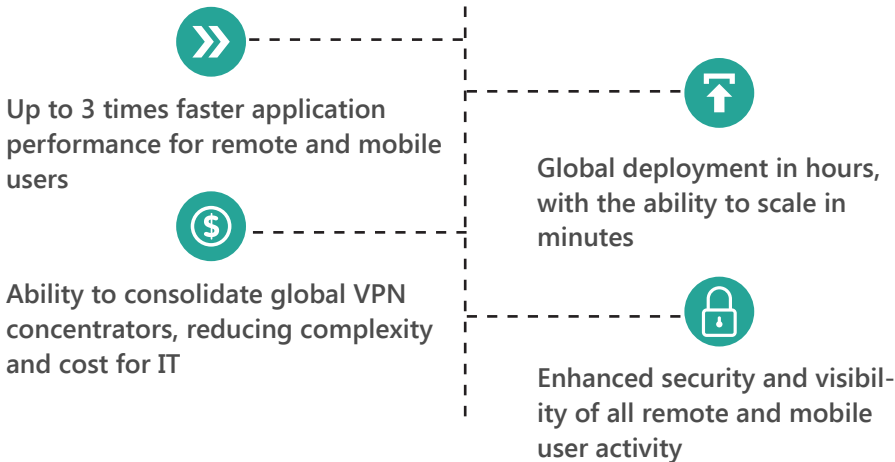 Up to 3 times faster application
performance for remote and mobile
users
Global deployment in hours,
with the ability to scale in
minutes
$
Ability to consolidate global VPN
concentrators, reducing complexity
and cost for IT
Enhanced security and visibil-
ity of all remote and mobile
user activity